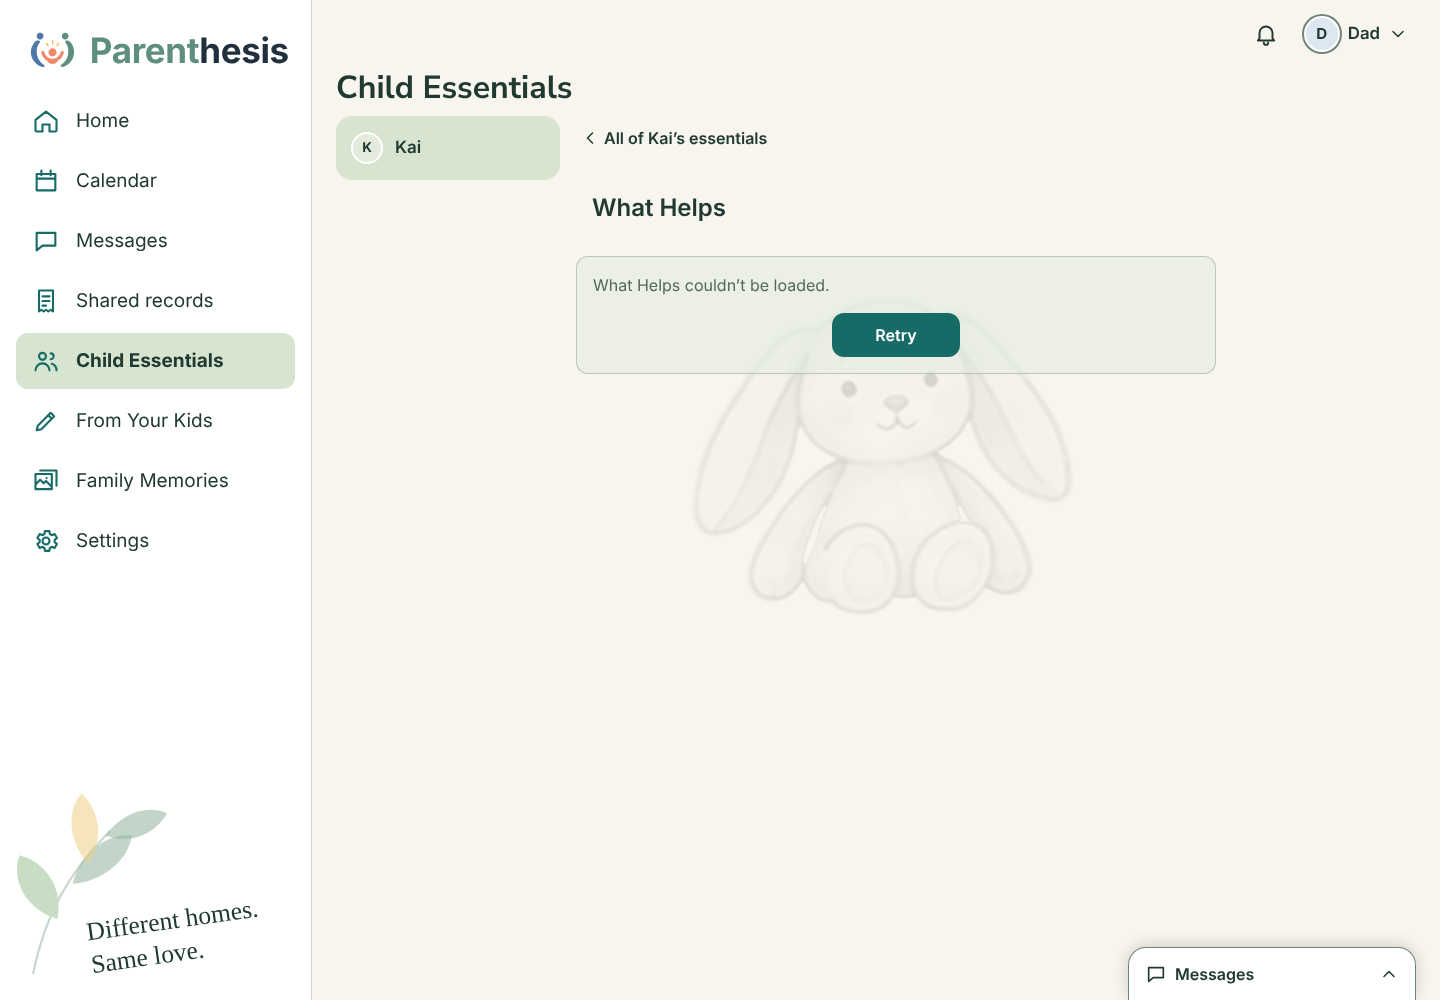 Parenthesis
Home
Calendar
Messages
Shared records
Child Essentials
From Your Kids
Family Memories
Settings
Different homes.
Same love.
D
Dad
Child Essentials
K
Kai
All of Kai’s essentials
What Helps
What Helps couldn’t be loaded.
Retry
Messages